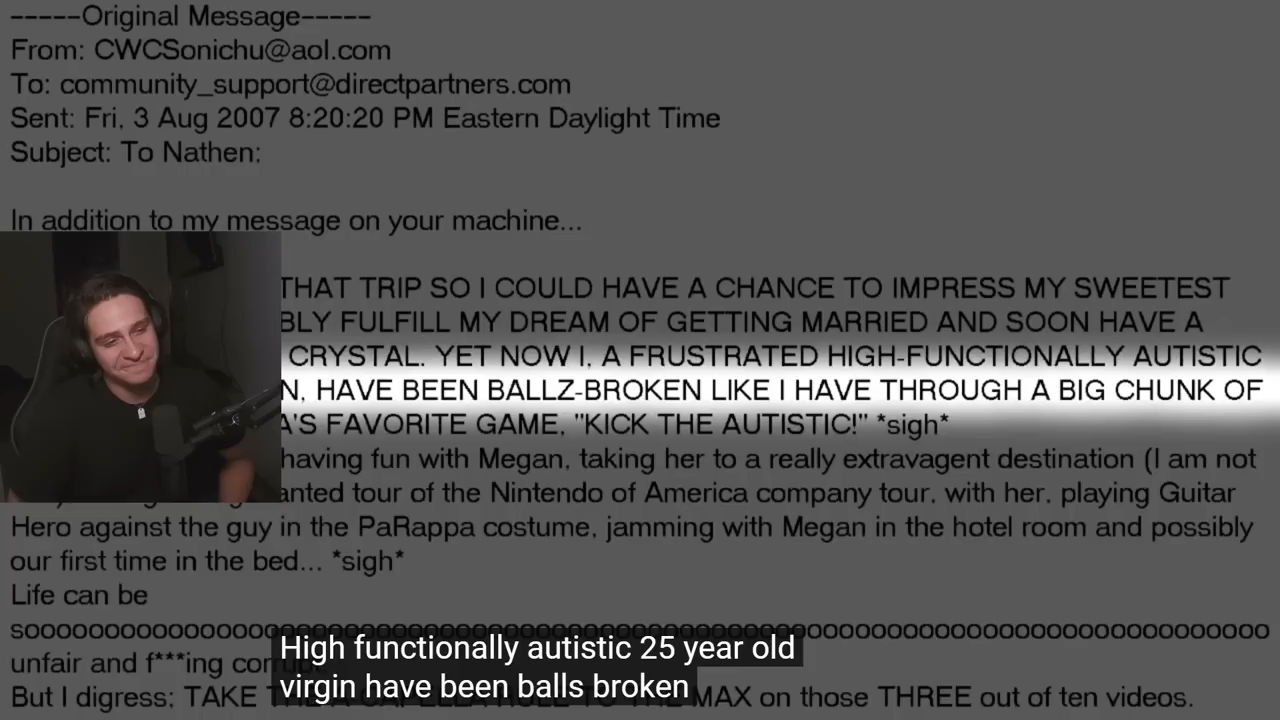 -----Original Message-----
From: CWCSonichu@aol.com
To: community_support@directpartners.com
Sent: Fri, 3 Aug 2007 8:20:20 PM Eastern Daylight Time
Subject: To Nathen:
In addition to my message on your machine...
THAT TRIP SO I COULD HAVE A CHANCE TO IMPRESS MY SWEETEST
BLY FULFILL MY DREAM OF GETTING MARRIED AND SOON HAVE A
CRYSTAL. YET NOW I, A FRUSTRATED HIGH-FUNCTIONALLY AUTISTIC
N, HAVE BEEN BALLZ-BROKEN LIKE I HAVE THROUGH A BIG CHUNK OF
A'S FAVORITE GAME, "KICK THE AUTISTIC!" *sigh*
having fun with Megan, taking her to a really extravagent destination (I am not
anted tour of the Nintendo of America company tour, with her, playing Guitar
Hero against the guy in the PaRappa costume, jamming with Megan in the hotel room and possibly
our first time in the bed... *sigh*
Life can be
unfair and f***ing
But I digress; TAKE
MAX on those THREE out of ten videos.
High functionally autistic 25 year old
virgin have been balls broken